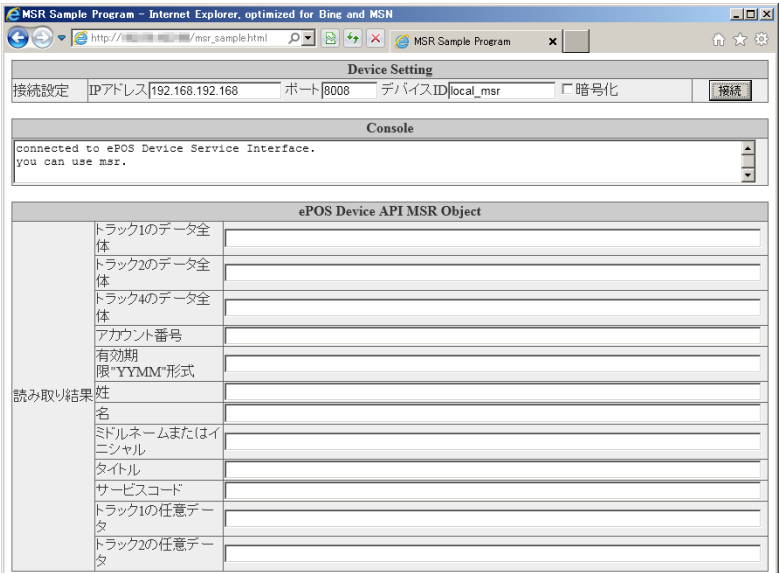 MSR Sample Program - Internet Explorer, optimized for Bing and MSN
http:// /msr_sample.html
MSR Sample Program
Device Setting
接続設定 IPアドレス 192.168.192.168 ポート 8008 デバイスID local_msr 暗号化 接続
Console
connected to ePOS Device Service Interface.
you can use msr.
ePOS Device API MSR Object
読み取り結果
トラック1のデータ全
体
トラック2のデータ全
体
トラック4のデータ全
体
アカウント番号
有効期
限"YYMM"形式
姓
名
ミドルネームまたはイ
ニシャル
タイトル
サービスコード
トラック1の任意デー
タ
トラック2の任意デー
タ